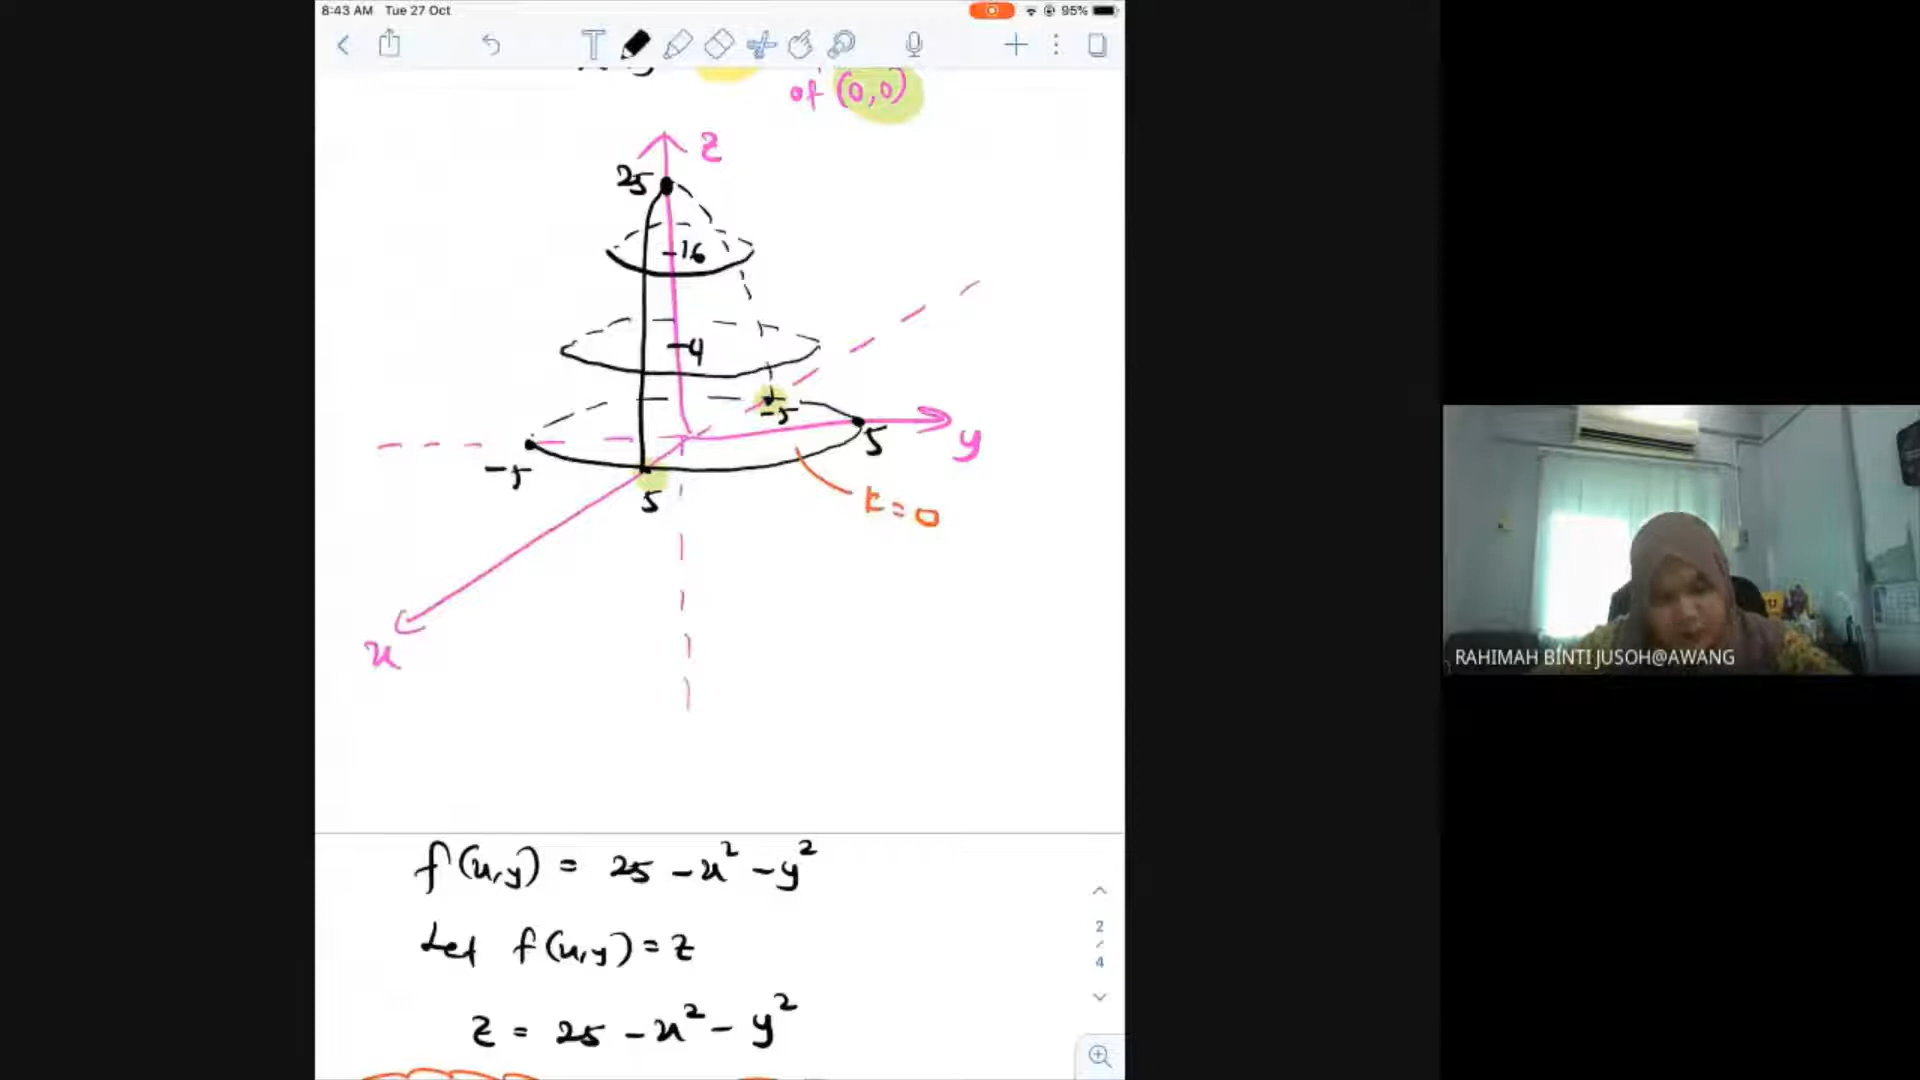 8:43 AM Tue 27 Oct 95%
of (0,0)
z
25
16
4
-5
5
y
-5
5
k=0
x
f(x,y) = 25 - x² - y²
Let f(x,y) = z
z = 25 - x² - y²
2
/
4
RAHIMAH BINTI JUSOH@AWANG